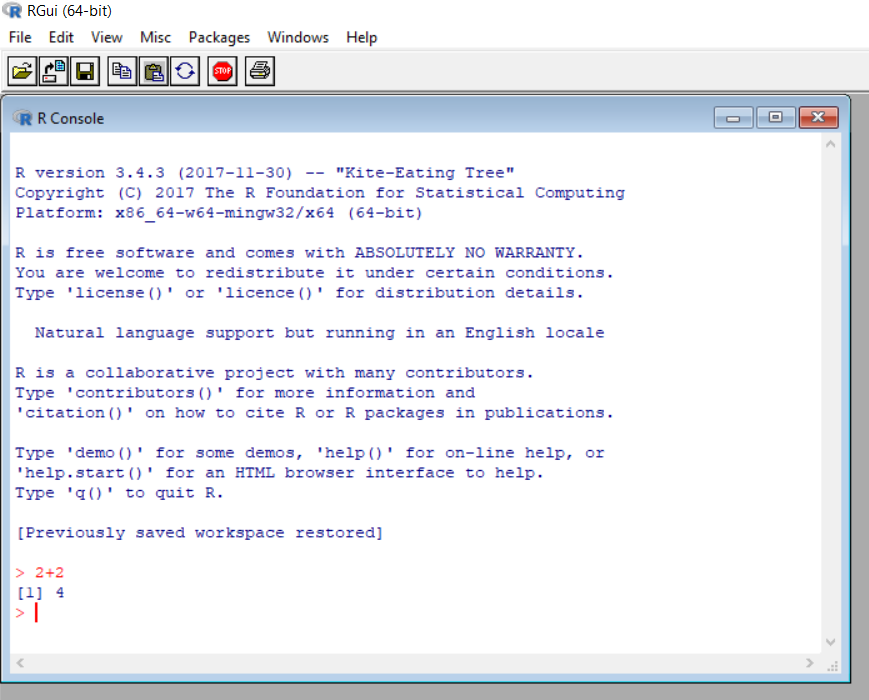 RGui (64-bit)
File Edit View Misc Packages Windows Help
STOP
R Console
R version 3.4.3 (2017-11-30) -- "Kite-Eating Tree"
Copyright (C) 2017 The R Foundation for Statistical Computing
Platform: x86_64-w64-mingw32/x64 (64-bit)
R is free software and comes with ABSOLUTELY NO WARRANTY.
You are welcome to redistribute it under certain conditions.
Type 'license()' or 'licence()' for distribution details.
  Natural language support but running in an English locale
R is a collaborative project with many contributors.
Type 'contributors()' for more information and
'citation()' on how to cite R or R packages in publications.
Type 'demo()' for some demos, 'help()' for on-line help, or
'help.start()' for an HTML browser interface to help.
Type 'q()' to quit R.
[Previously saved workspace restored]
> 2+2
[1] 4
>